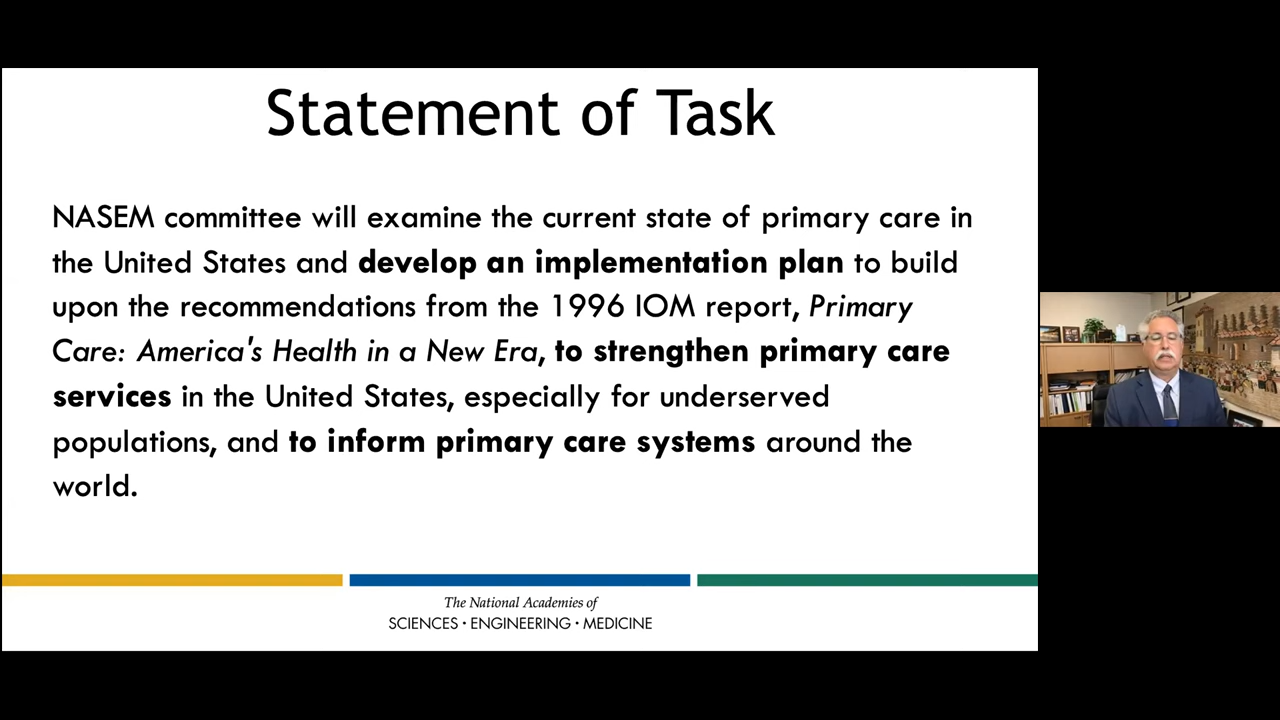 Statement of Task
NASEM committee will examine the current state of primary care in
the United States and develop an implementation plan to build
upon the recommendations from the 1996 IOM report, Primary
Care: America's Health in a New Era, to strengthen primary care
services in the United States, especially for underserved
populations, and to inform primary care systems around the
world.
The National Academies of
SCIENCES • ENGINEERING • MEDICINE